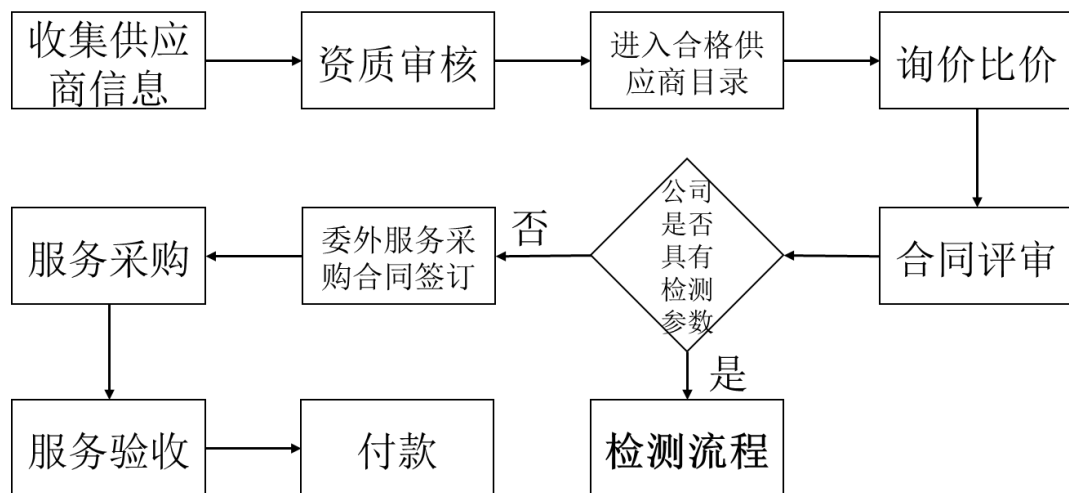 收集供应
商信息
资质审核
进入合格供
应商目录
询价比价
合同评审
公司
是否
具有
检测
参数
否
委外服务采
购合同签订
服务采购
是
服务验收
付款
检测流程